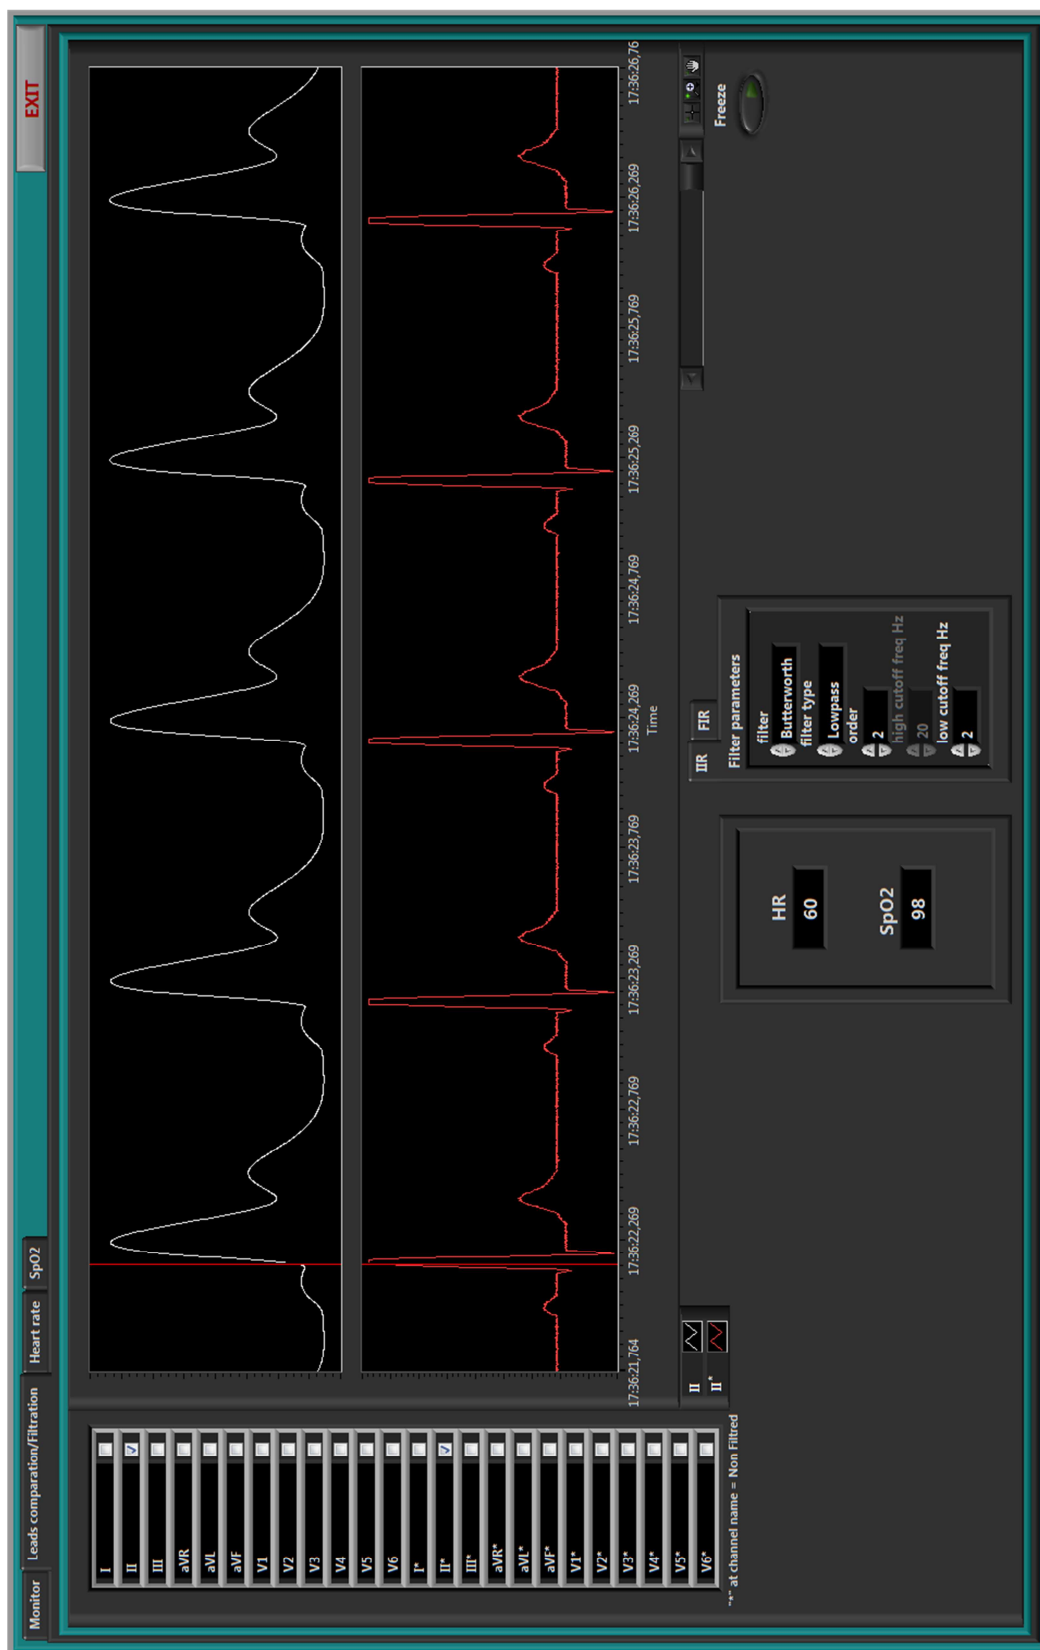 EXIT
Monitor
Leads comparation/Filtration
Heart rate
SpO2
I
II
III
aVR
aVL
aVF
V1
V2
V3
V4
V5
V6
I*
II*
III*
aVR*
aVL*
aVF*
V1*
V2*
V3*
V4*
V5*
V6*
"*" at channel name = Non Filtred
17:36:21,764
17:36:22,269
17:36:22,769
17:36:23,269
17:36:23,769
17:36:24,269
17:36:24,769
17:36:25,269
17:36:25,769
17:36:26,269
17:36:26,76
Time
II
II*
Freeze
HR
60
SpO2
98
IIR
FIR
Filter parameters
filter
Butterworth
filter type
Lowpass
order
2
high cutoff freq Hz
20
low cutoff freq Hz
2